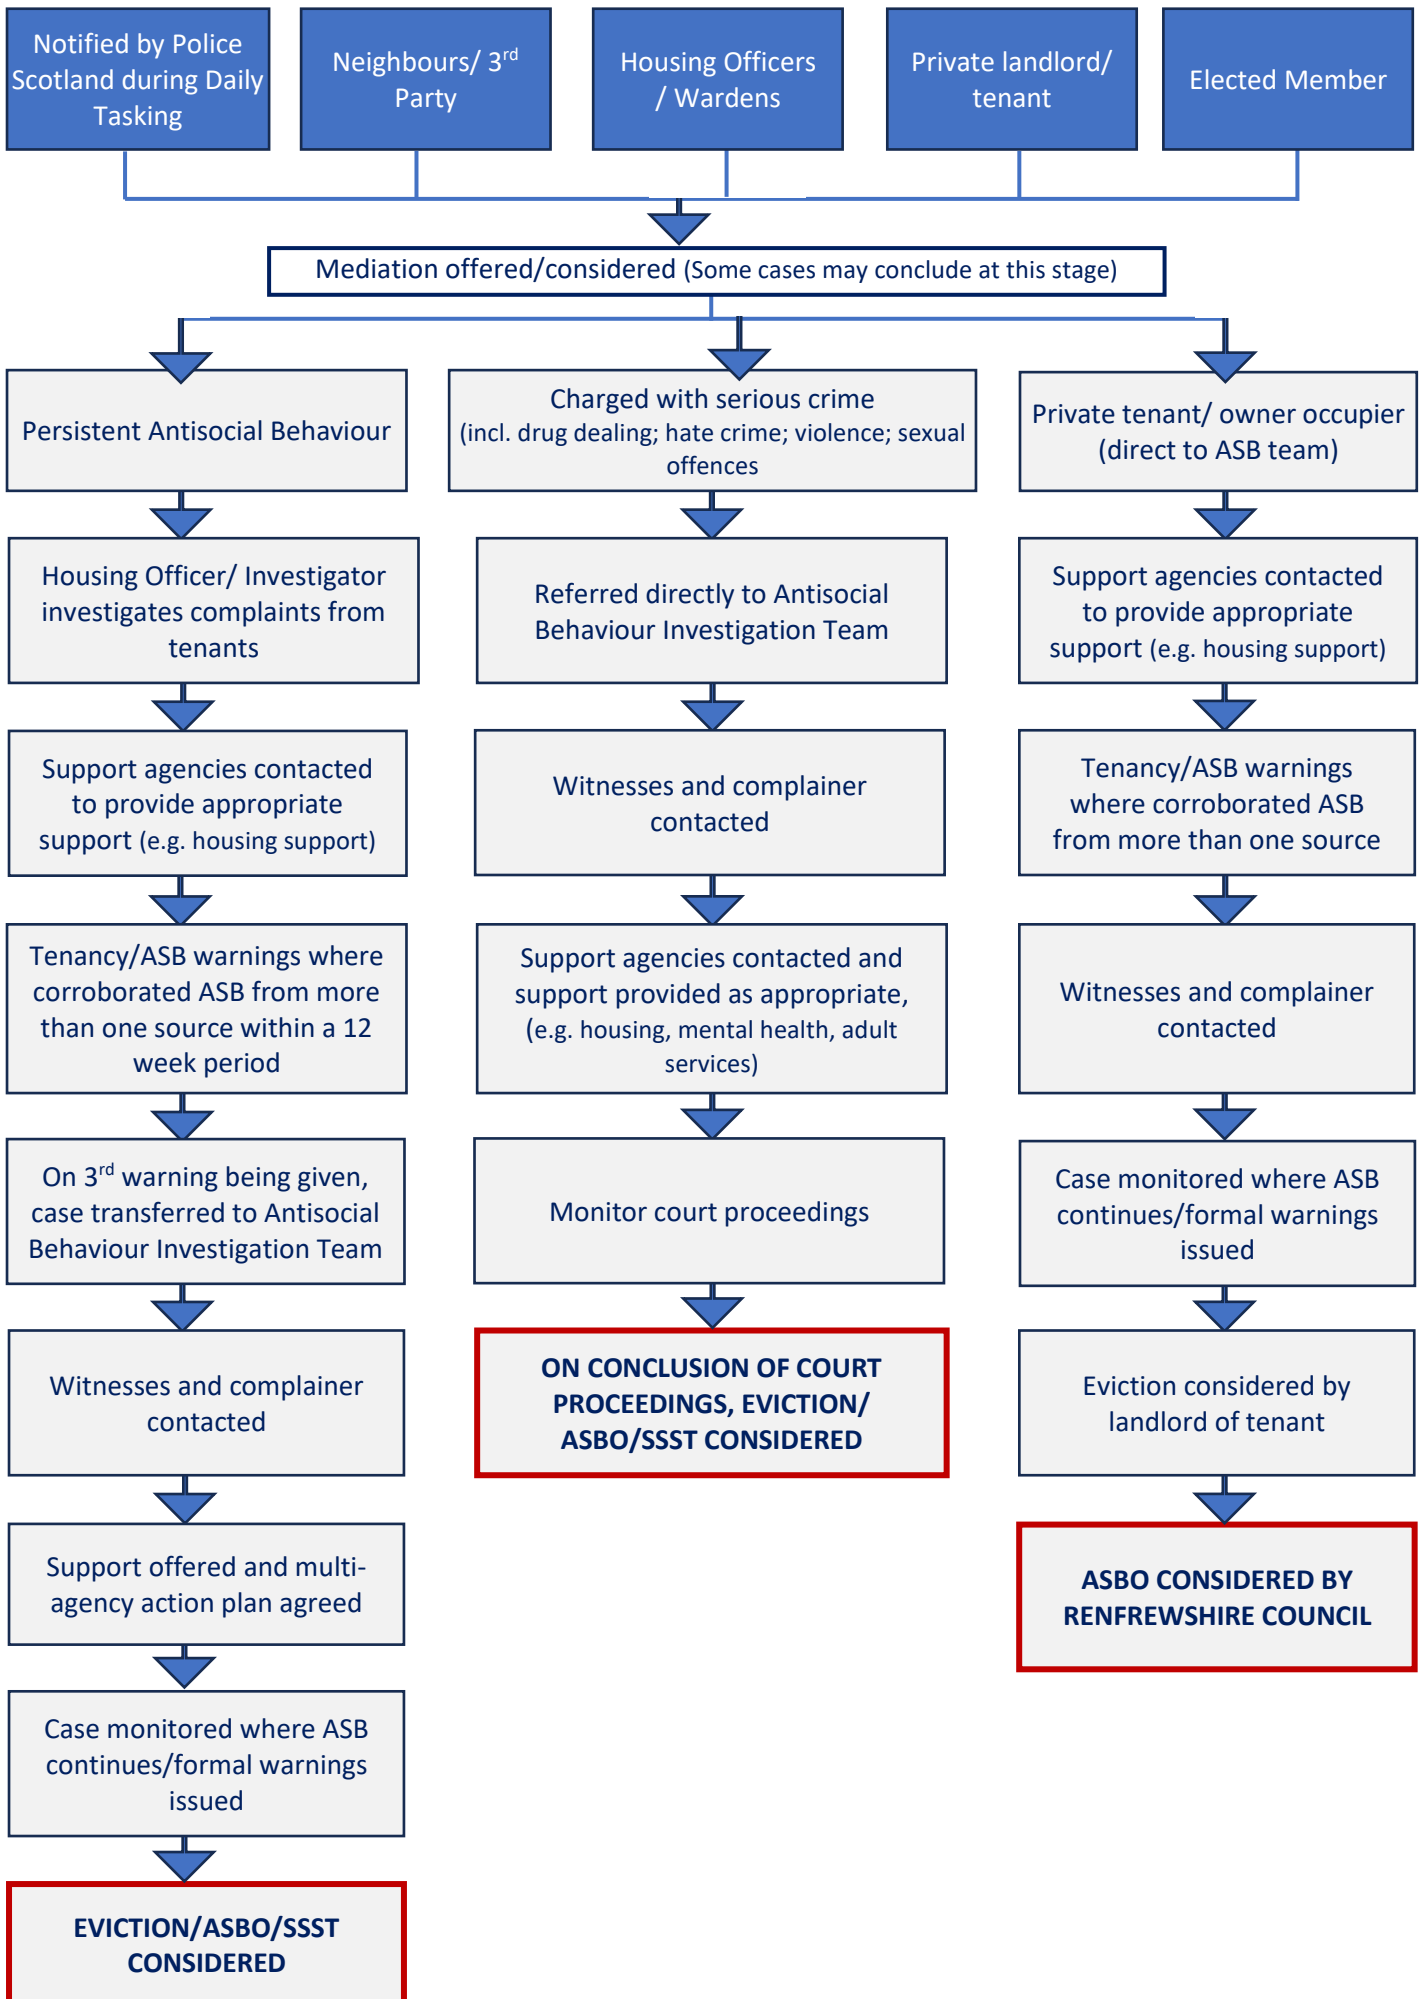 Notified by Police
Scotland during Daily
Tasking
Neighbours/ 3rd
Party
Housing Officers
/ Wardens
Private landlord/
tenant
Elected Member
Mediation offered/considered (Some cases may conclude at this stage)
Persistent Antisocial Behaviour
Housing Officer/ Investigator
investigates complaints from
tenants
Support agencies contacted
to provide appropriate
support (e.g. housing support)
Tenancy/ASB warnings where
corroborated ASB from more
than one source within a 12
week period
On 3rd warning being given,
case transferred to Antisocial
Behaviour Investigation Team
Witnesses and complainer
contacted
Support offered and multi-
agency action plan agreed
Case monitored where ASB
continues/formal warnings
issued
EVICTION/ASBO/SSST
CONSIDERED
Charged with serious crime
(incl. drug dealing; hate crime; violence; sexual
offences
Referred directly to Antisocial
Behaviour Investigation Team
Witnesses and complainer
contacted
Support agencies contacted and
support provided as appropriate,
(e.g. housing, mental health, adult
services)
Monitor court proceedings
ON CONCLUSION OF COURT
PROCEEDINGS, EVICTION/
ASBO/SSST CONSIDERED
Private tenant/ owner occupier
(direct to ASB team)
Support agencies contacted
to provide appropriate
support (e.g. housing support)
Tenancy/ASB warnings
where corroborated ASB
from more than one source
Witnesses and complainer
contacted
Case monitored where ASB
continues/formal warnings
issued
Eviction considered by
landlord of tenant
ASBO CONSIDERED BY
RENFREWSHIRE COUNCIL